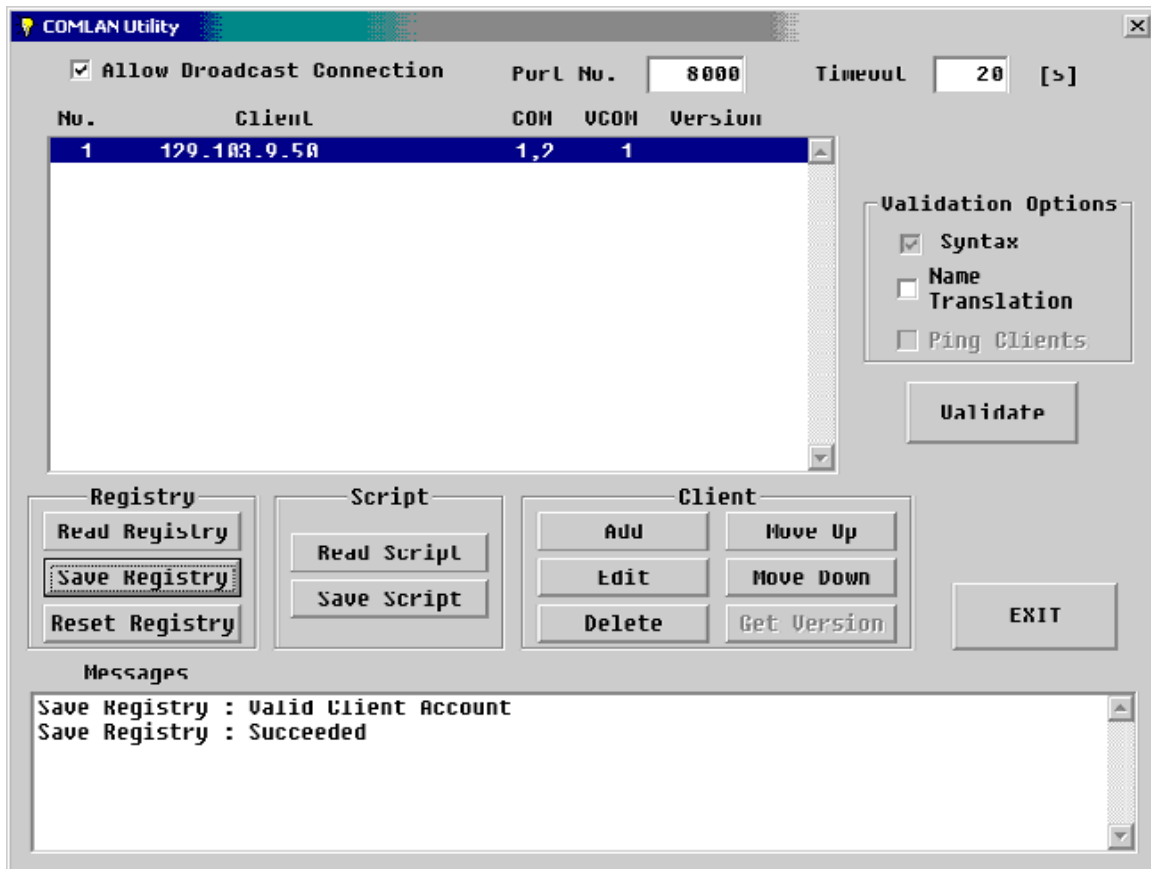 COMLAN Utility
Allow Broadcast Connection Port No. 8000 Timeout 20 [s]
No. Client COM VCOM Version
1 129.103.9.50 1,2 1
Validation Options
Syntax
Name
Translation
Ping Clients
Validate
Registry Script Client
Read Registry Read Script Add Move Up
Save Registry Save Script Edit Move Down
Reset Registry Delete Get Version
EXIT
Messages
Save Registry : Valid Client Account
Save Registry : Succeeded